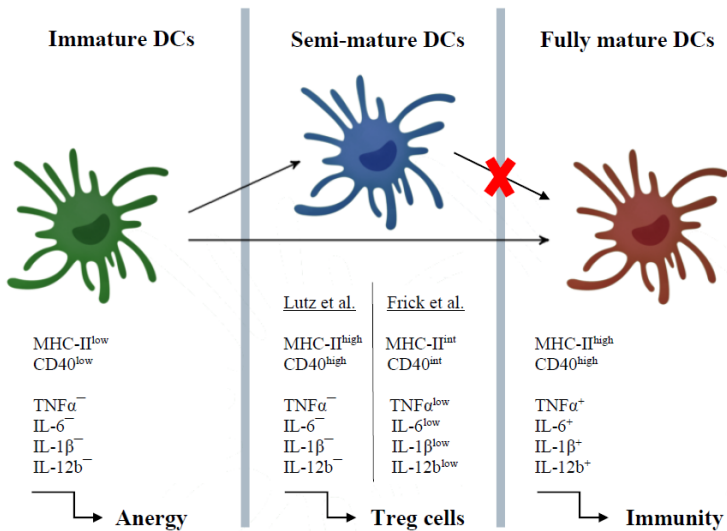 Immature DCs
Semi-mature DCs
Fully mature DCs
Lutz et al.
Frick et al.
MHC-II^low
CD40^low
TNFα^–
IL-6^–
IL-1β^–
IL-12b^–
Anergy
MHC-II^high
CD40^high
TNFα^–
IL-6^–
IL-1β^–
IL-12b^–
MHC-II^int
CD40^int
TNFα^low
IL-6^low
IL-1β^low
IL-12b^low
Treg cells
MHC-II^high
CD40^high
TNFα^+
IL-6^+
IL-1β^+
IL-12b^+
Immunity